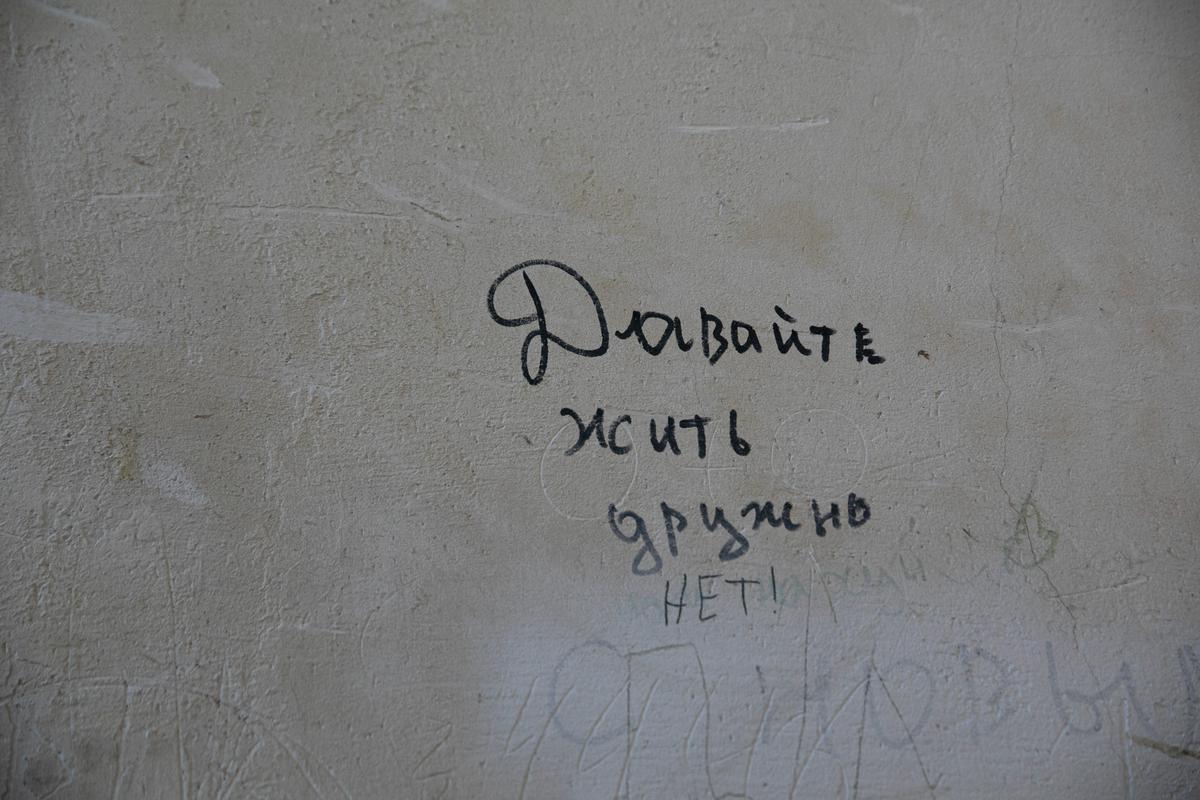 Давайте
жить
дружно
НЕТ!